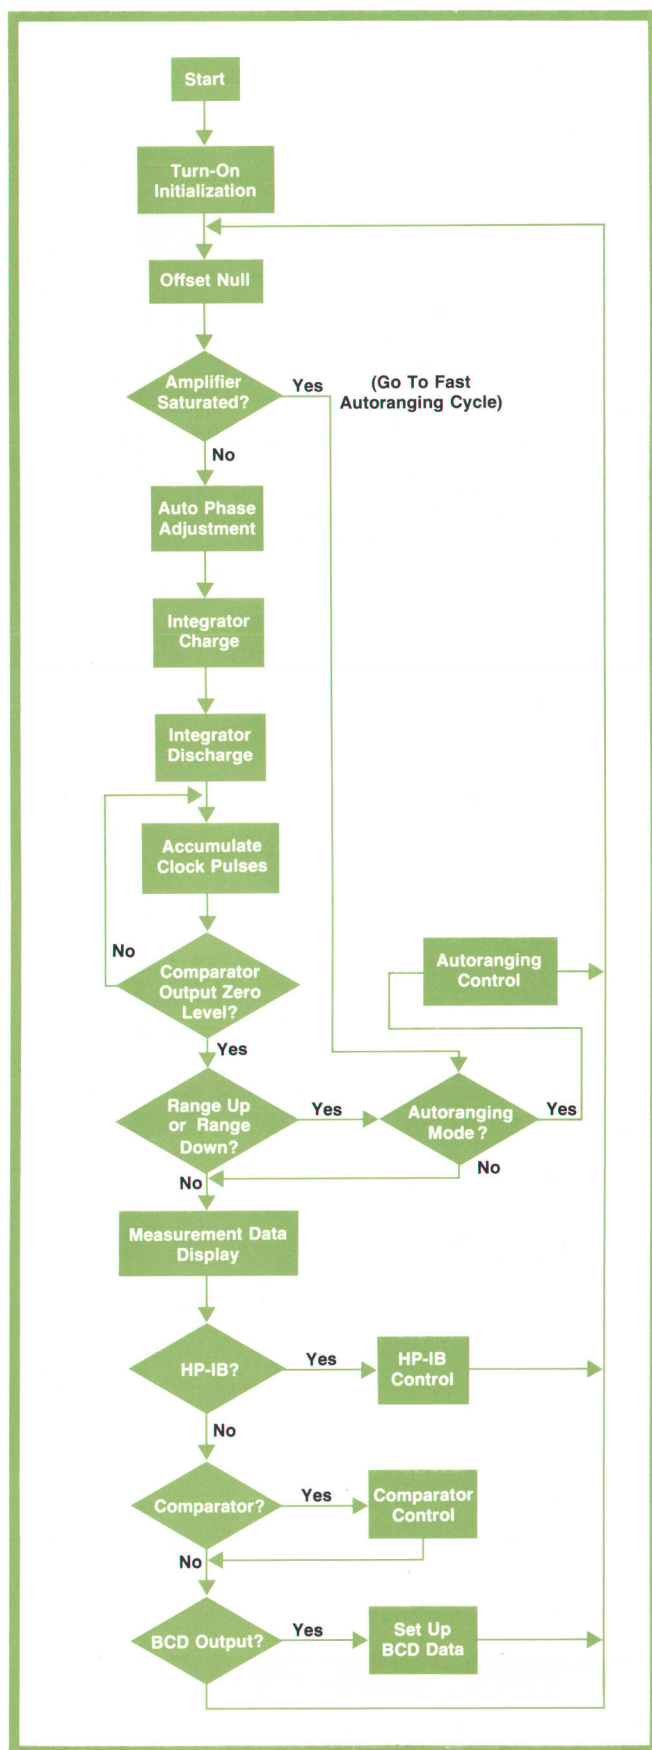 Start
Turn-On
Initialization
Offset Null
Amplifier
Saturated?
Yes
(Go To Fast
Autoranging Cycle)
No
Auto Phase
Adjustment
Integrator
Charge
Integrator
Discharge
Accumulate
Clock Pulses
No
Comparator
Output Zero
Level?
Autoranging
Control
Yes
Range Up
or Range
Down?
Yes
Autoranging
Mode?
Yes
No
No
Measurement Data
Display
HP-IB?
Yes
HP-IB
Control
No
Comparator?
Yes
Comparator
Control
No
BCD Output?
Yes
Set Up
BCD Data